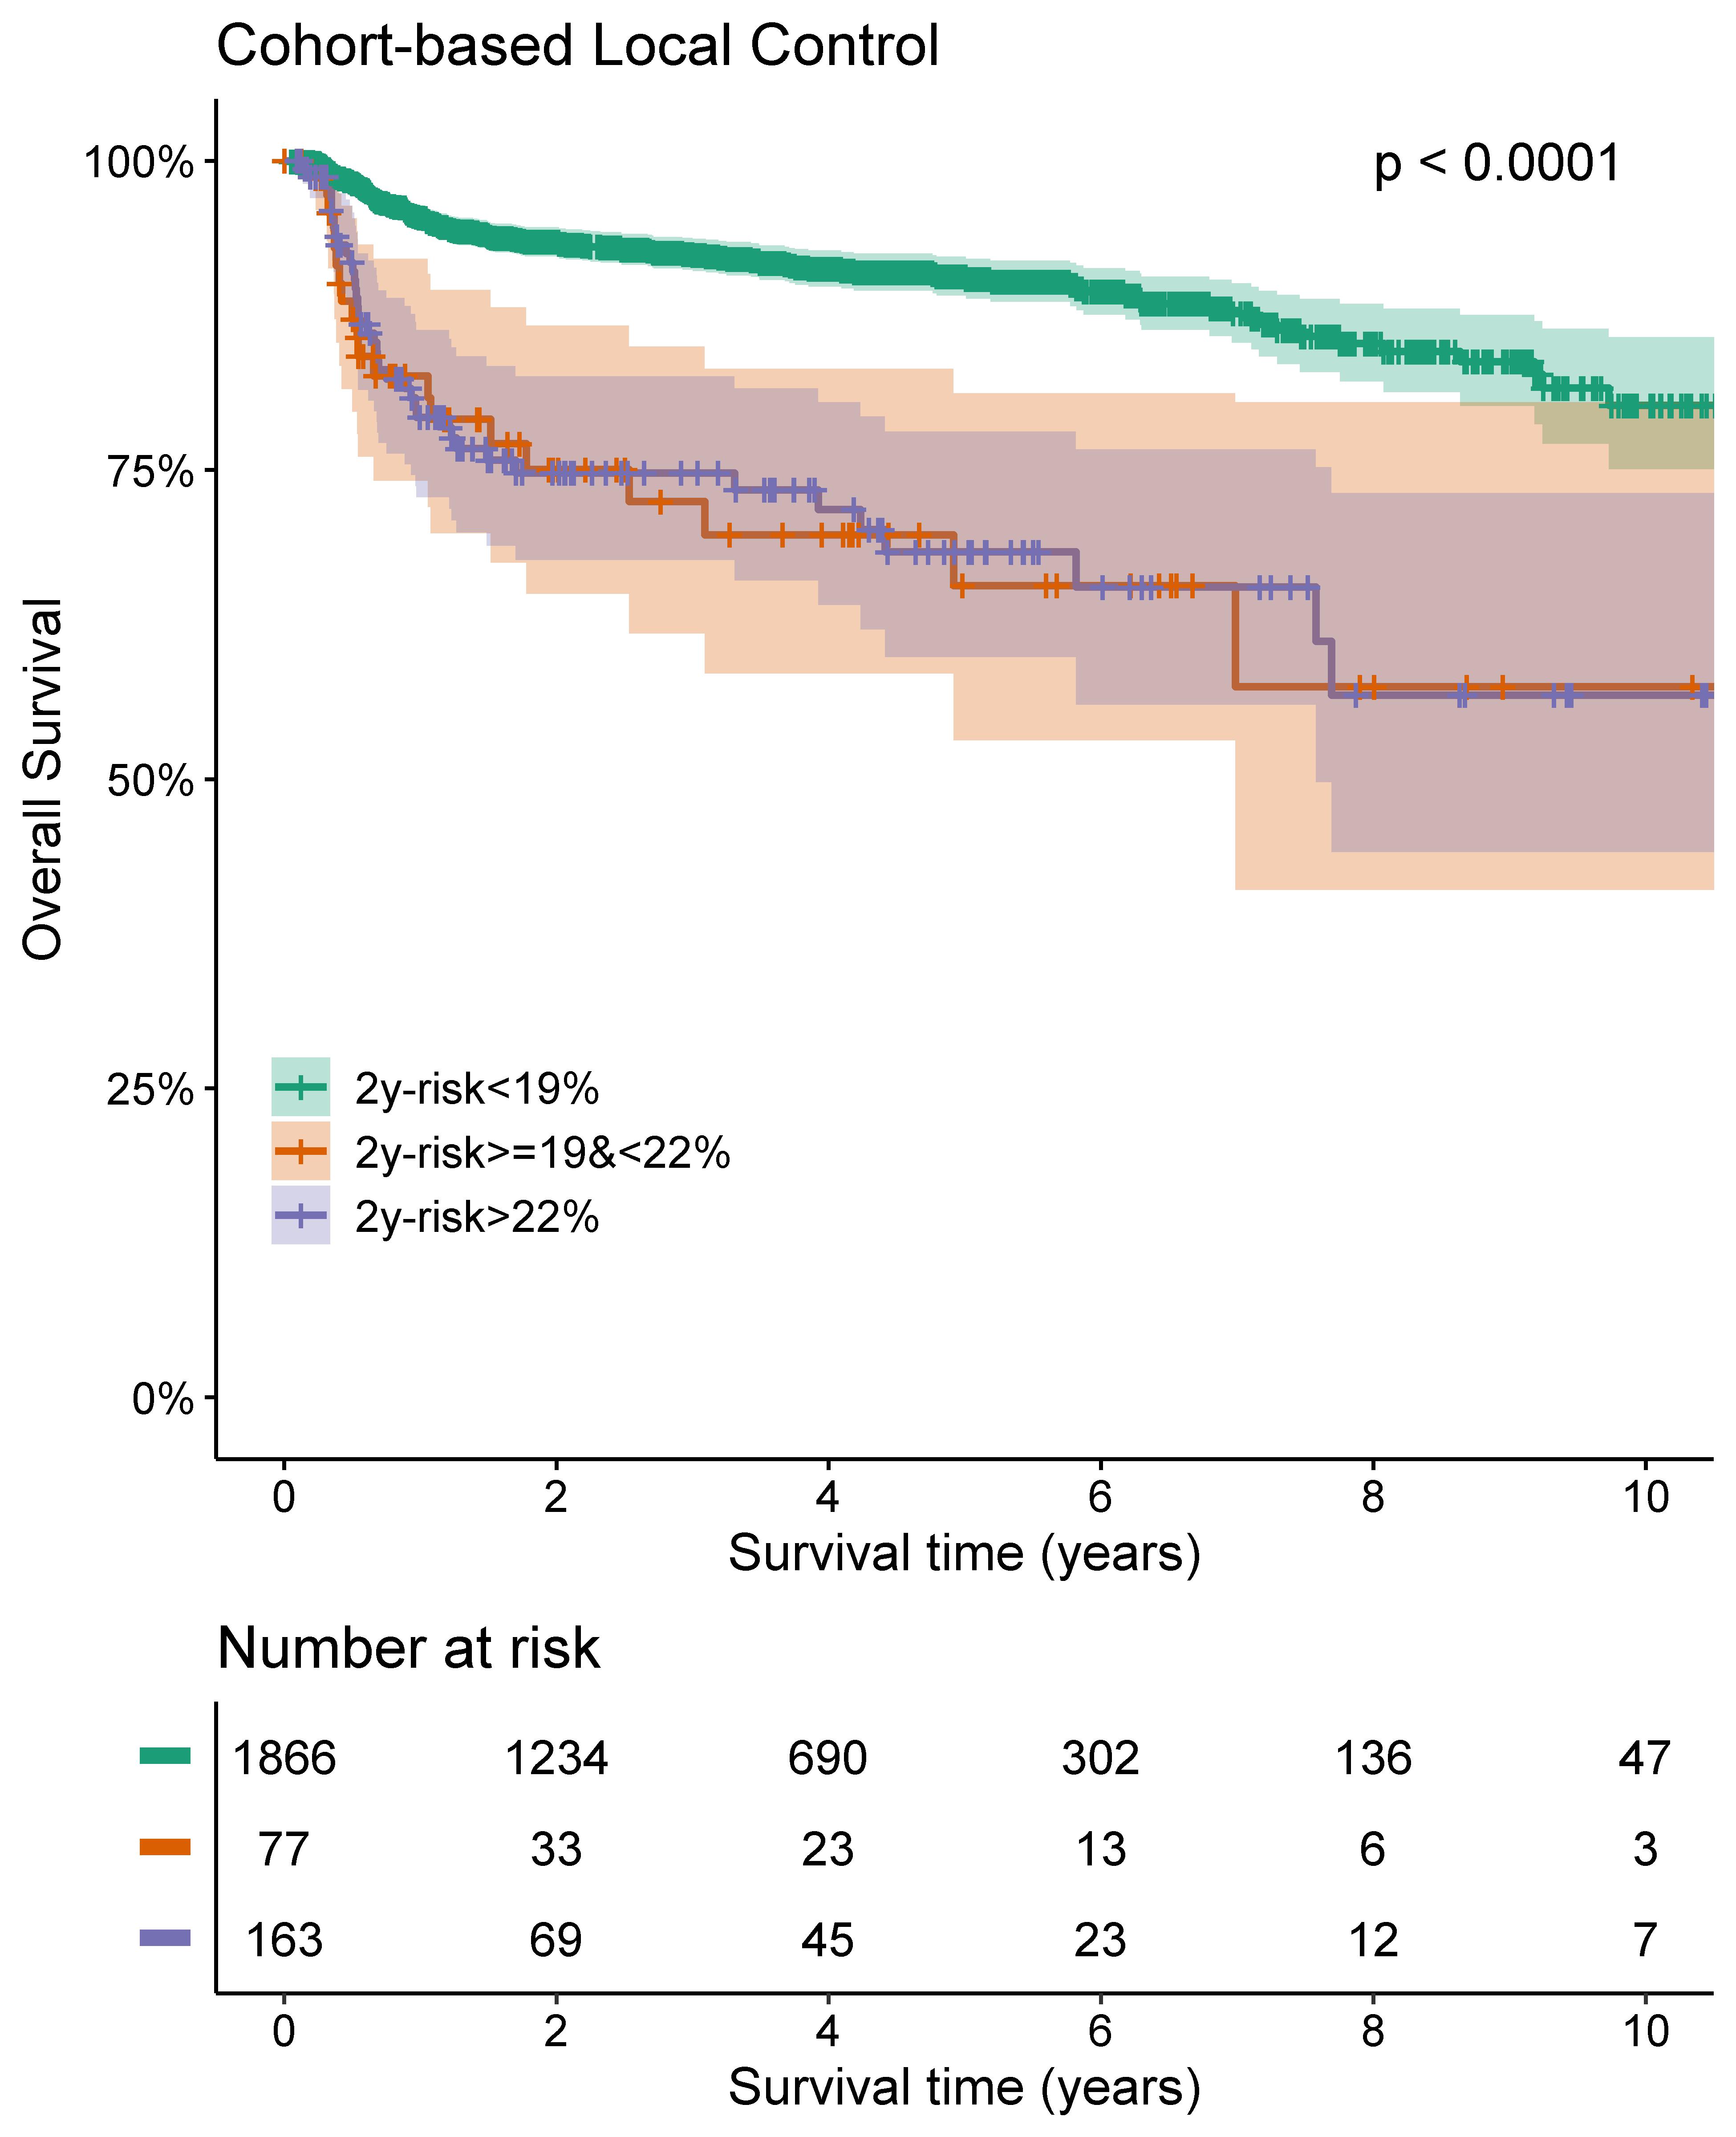 Cohort-based Local Control
p < 0.0001
Overall Survival
100%
75%
50%
25%
0%
2y-risk<19%
2y-risk>=19&<22%
2y-risk>22%
0 2 4 6 8 10
Survival time (years)
Number at risk
1866 1234 690 302 136 47
77 33 23 13 6 3
163 69 45 23 12 7
0 2 4 6 8 10
Survival time (years)